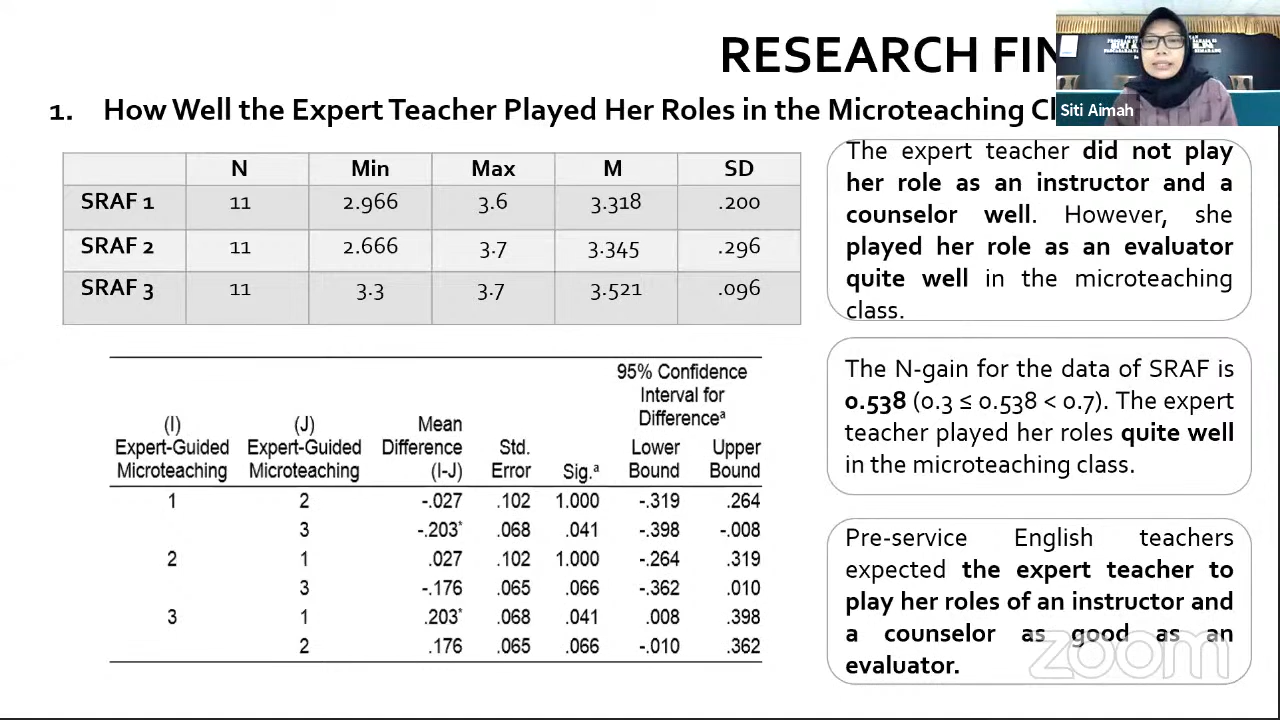 RESEARCH FIN
1. How Well the Expert Teacher Played Her Roles in the Microteaching Cl
Siti Aimah
N Min Max M SD
SRAF 1 11 2.966 3.6 3.318 .200
SRAF 2 11 2.666 3.7 3.345 .296
SRAF 3 11 3.3 3.7 3.521 .096
The expert teacher did not play
her role as an instructor and a
counselor well. However, she
played her role as an evaluator
quite well in the microteaching
class.
95% Confidence
Interval for
Differenceᵃ
(I) (J) Mean
Expert-Guided Expert-Guided Difference Std. Lower Upper
Microteaching Microteaching (I-J) Error Sig.ᵃ Bound Bound
1 2 -.027 .102 1.000 -.319 .264
3 -.203* .068 .041 -.398 -.008
2 1 .027 .102 1.000 -.264 .319
3 -.176 .065 .066 -.362 .010
3 1 .203* .068 .041 .008 .398
2 .176 .065 .066 -.010 .362
The N-gain for the data of SRAF is
0.538 (0.3 ≤ 0.538 < 0.7). The expert
teacher played her roles quite well
in the microteaching class.
Pre-service English teachers
expected the expert teacher to
play her roles of an instructor and
a counselor as good as an
evaluator.
zoom